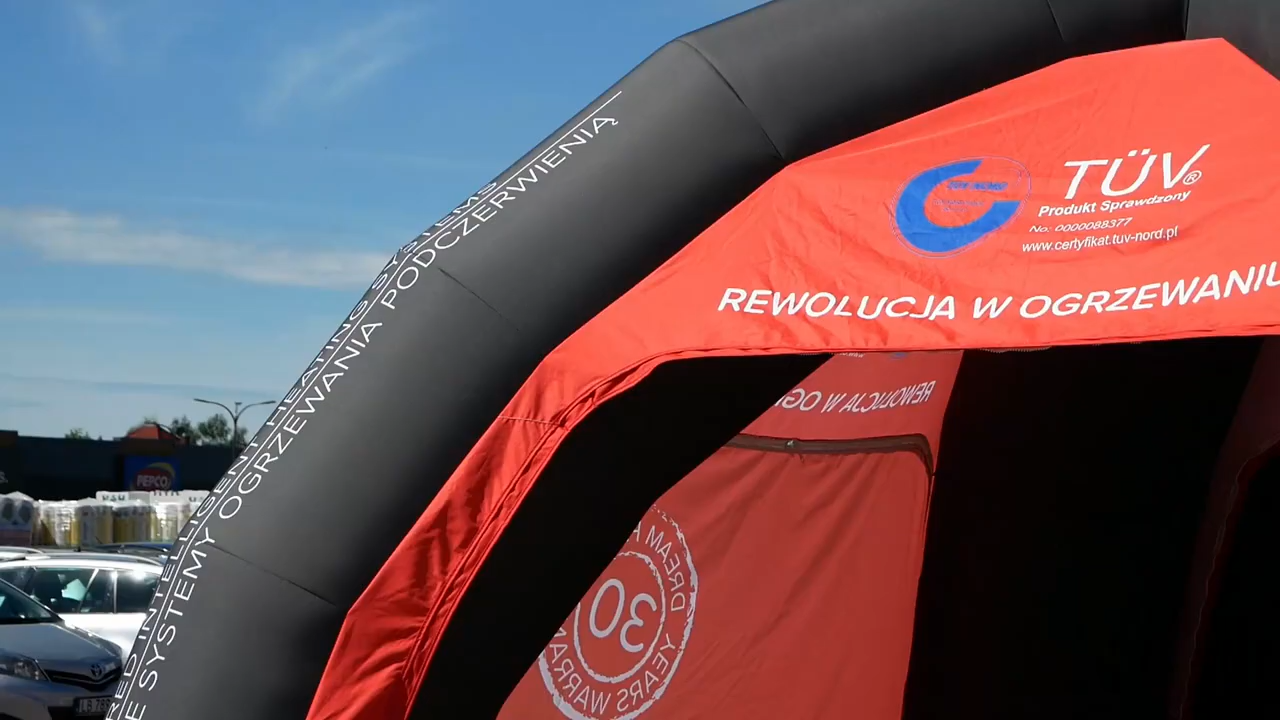 TÜV®
Produkt Sprawdzony
No: 0000088377
www.certyfikat.tuv-nord.pl
REWOLUCJA W OGRZEWANIU
RED INTELLIGENT HEATING SYSTEMS
E SYSTEMY OGRZEWANIA PODCZERWIENIĄ
REWOLUCJA W OG
PEPCO
DREAM
30
YEARS WARRA